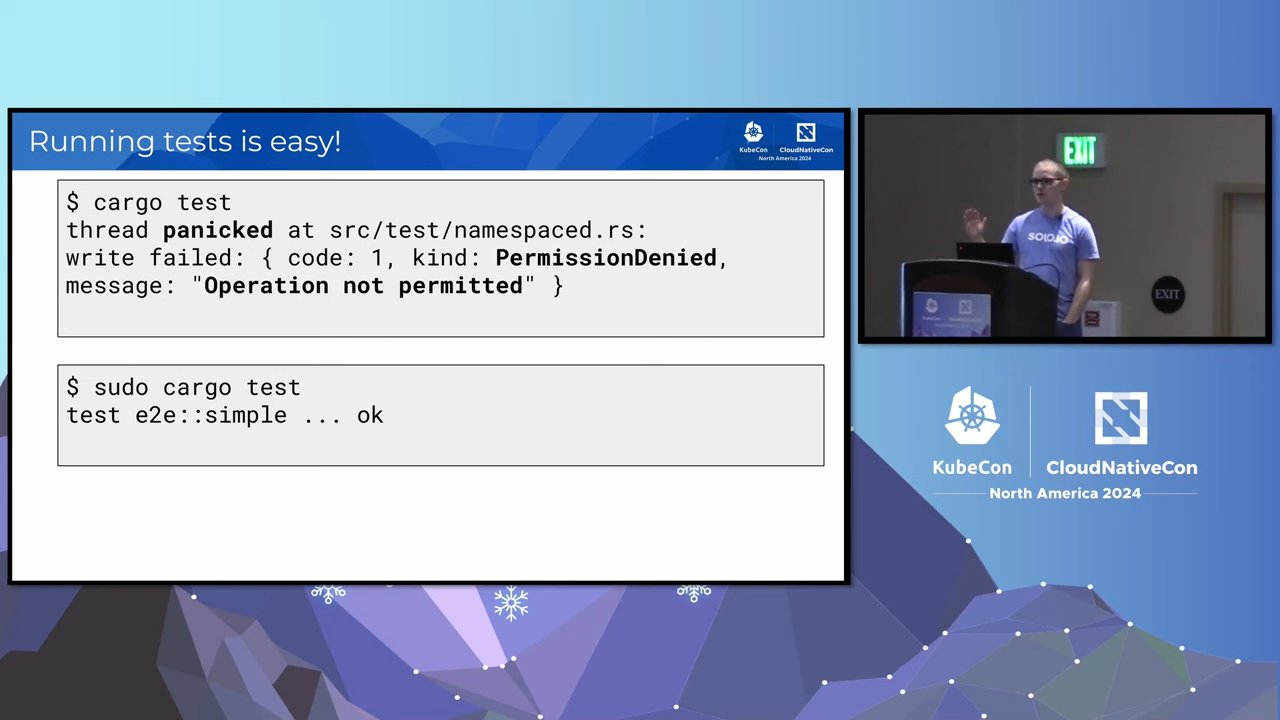 Running tests is easy!
KubeCon
CloudNativeCon
North America 2024
$ cargo test
thread panicked at src/test/namespaced.rs:
write failed: { code: 1, kind: PermissionDenied,
message: "Operation not permitted" }
$ sudo cargo test
test e2e::simple ... ok
EXIT
SOLO.IO
EXIT
KubeCon
CloudNativeCon
North America 2024